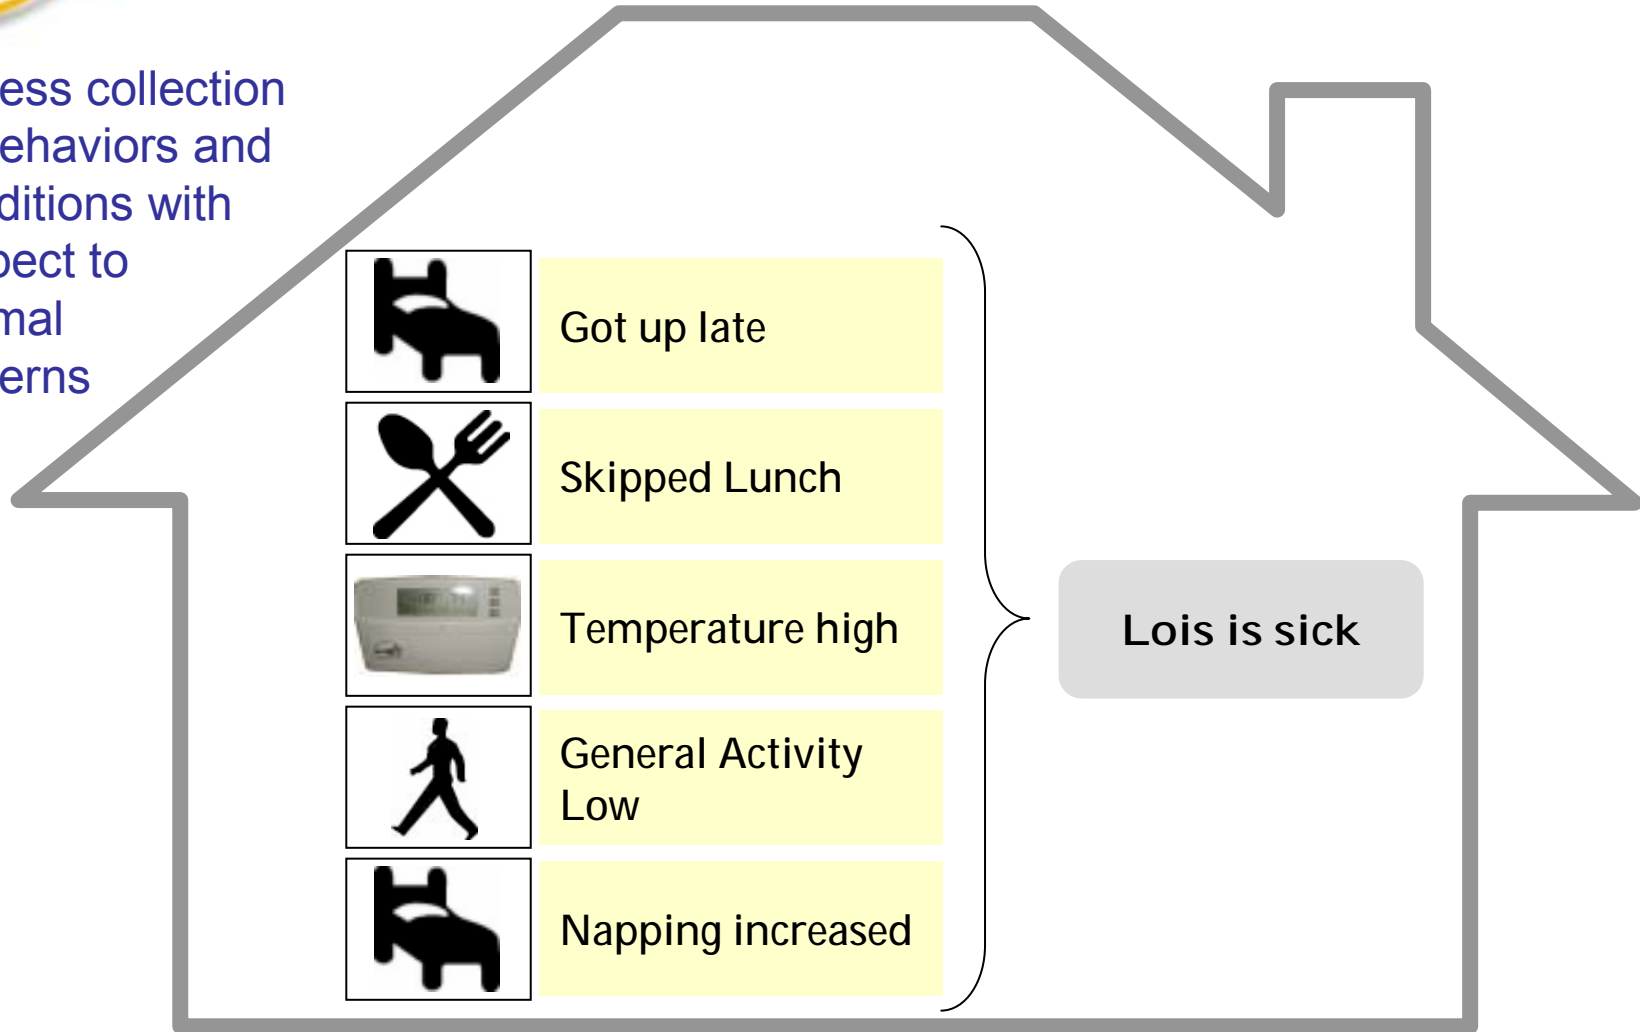 ess collection
ehaviors and
ditions with
pect to
mal
erns
Got up late
Skipped Lunch
Temperature high
General Activity
Low
Napping increased
Lois is sick